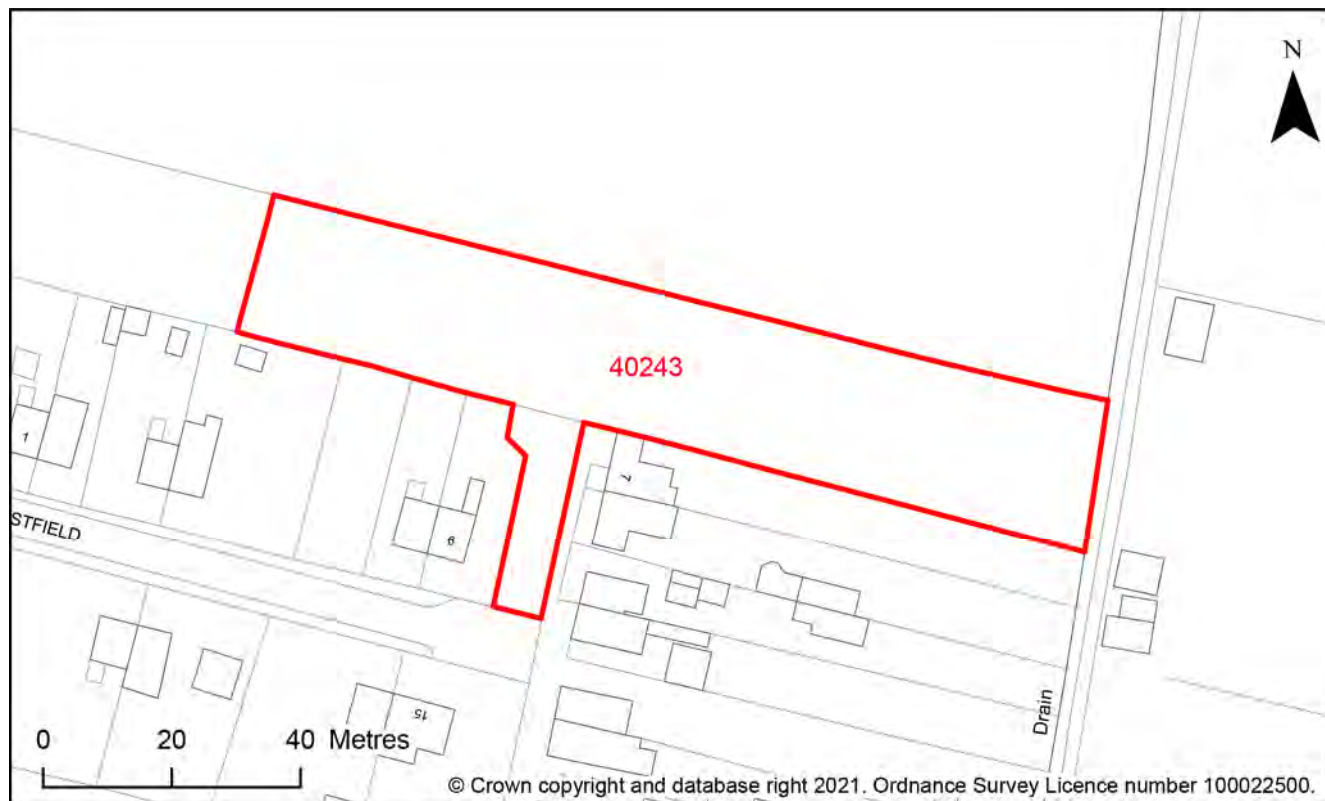 N
40243
1
7
9
STFIELD
15
Drain
0 20 40 Metres
© Crown copyright and database right 2021. Ordnance Survey Licence number 100022500.